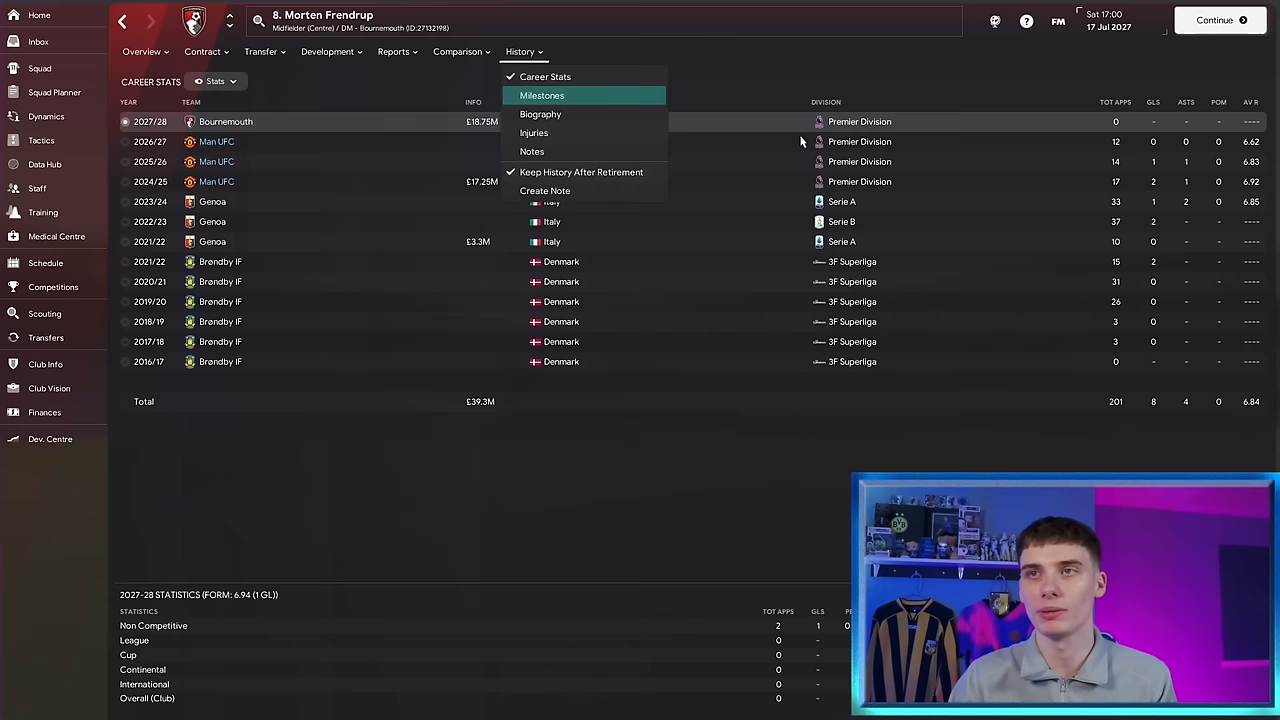 Home
8. Morten Frendrup
Midfielder (Centre) / DM - Bournemouth (ID:27132198)
?
FM
Sat 17:00
17 Jul 2027
Continue
Inbox
Squad
Squad Planner
Dynamics
Tactics
Data Hub
Staff
Training
Medical Centre
Schedule
Competitions
Scouting
Transfers
Club Info
Club Vision
Finances
Dev. Centre
Overview Contract Transfer Development Reports Comparison History
CAREER STATS Stats
Career Stats
Milestones
Biography
Injuries
Notes
Keep History After Retirement
Create Note
YEAR TEAM INFO DIVISION TOT APPS GLS ASTS POM AV R
2027/28 Bournemouth £18.75M Premier Division 0 - - - ----
2026/27 Man UFC Premier Division 12 0 0 0 6.62
2025/26 Man UFC Premier Division 14 1 1 0 6.83
2024/25 Man UFC £17.25M Premier Division 17 2 1 0 6.92
2023/24 Genoa Italy Serie A 33 1 2 0 6.85
2022/23 Genoa Italy Serie B 37 2 - - ----
2021/22 Genoa £3.3M Italy Serie A 10 0 - - ----
2021/22 Brøndby IF Denmark 3F Superliga 15 2 - - ----
2020/21 Brøndby IF Denmark 3F Superliga 31 0 - - ----
2019/20 Brøndby IF Denmark 3F Superliga 26 0 - - ----
2018/19 Brøndby IF Denmark 3F Superliga 3 0 - - ----
2017/18 Brøndby IF Denmark 3F Superliga 3 0 - - ----
2016/17 Brøndby IF Denmark 3F Superliga 0 - - - ----
Total £39.3M 201 8 4 0 6.84
2027-28 STATISTICS (FORM: 6.94 (1 GL))
STATISTICS TOT APPS GLS
Non Competitive 2 1 0
League 0 -
Cup 0 -
Continental 0 -
International 0 -
Overall (Club) 0 -
BVB
09